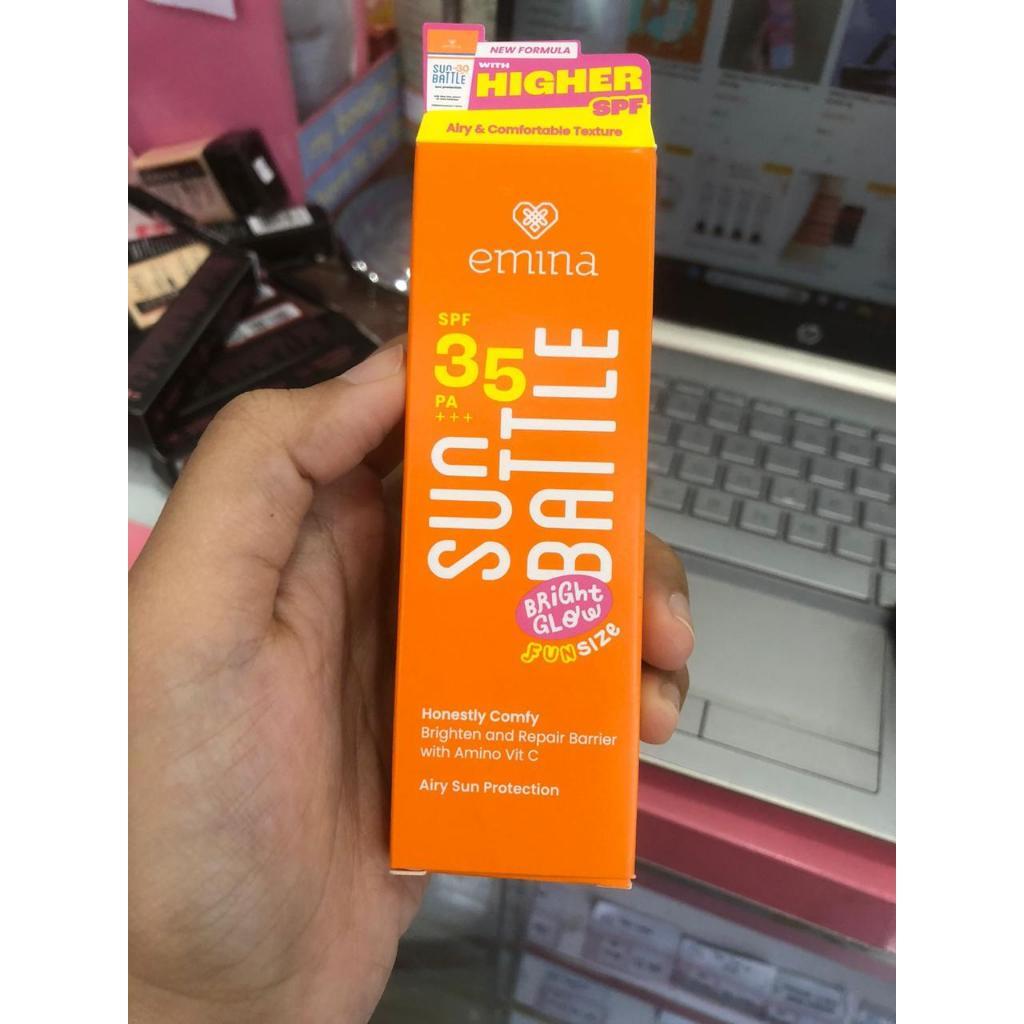 NEW FORMULA
WITH
HIGHER
SPF
SUN 30
BATTLE
Airy & Comfortable Texture
emina
SPF
35
PA
+++
SUN
BATTLE
BRiGht
GLOW
FUN SIZE
Honestly Comfy
Brighten and Repair Barrier
with Amino Vit C
Airy Sun Protection
hp